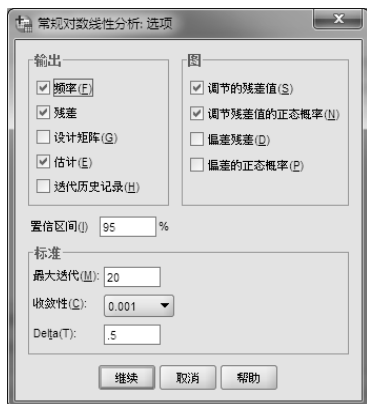 常规对数线性分析: 选项
输出
频率(F)
残差
设计矩阵(G)
估计(E)
迭代历史记录(H)
图
调节的残差值(S)
调节残差值的正态概率(N)
偏差残差(D)
偏差的正态概率(P)
置信区间(I) 95 %
标准
最大迭代(M): 20
收敛性(C): 0.001
Delta(T): .5
继续 取消 帮助